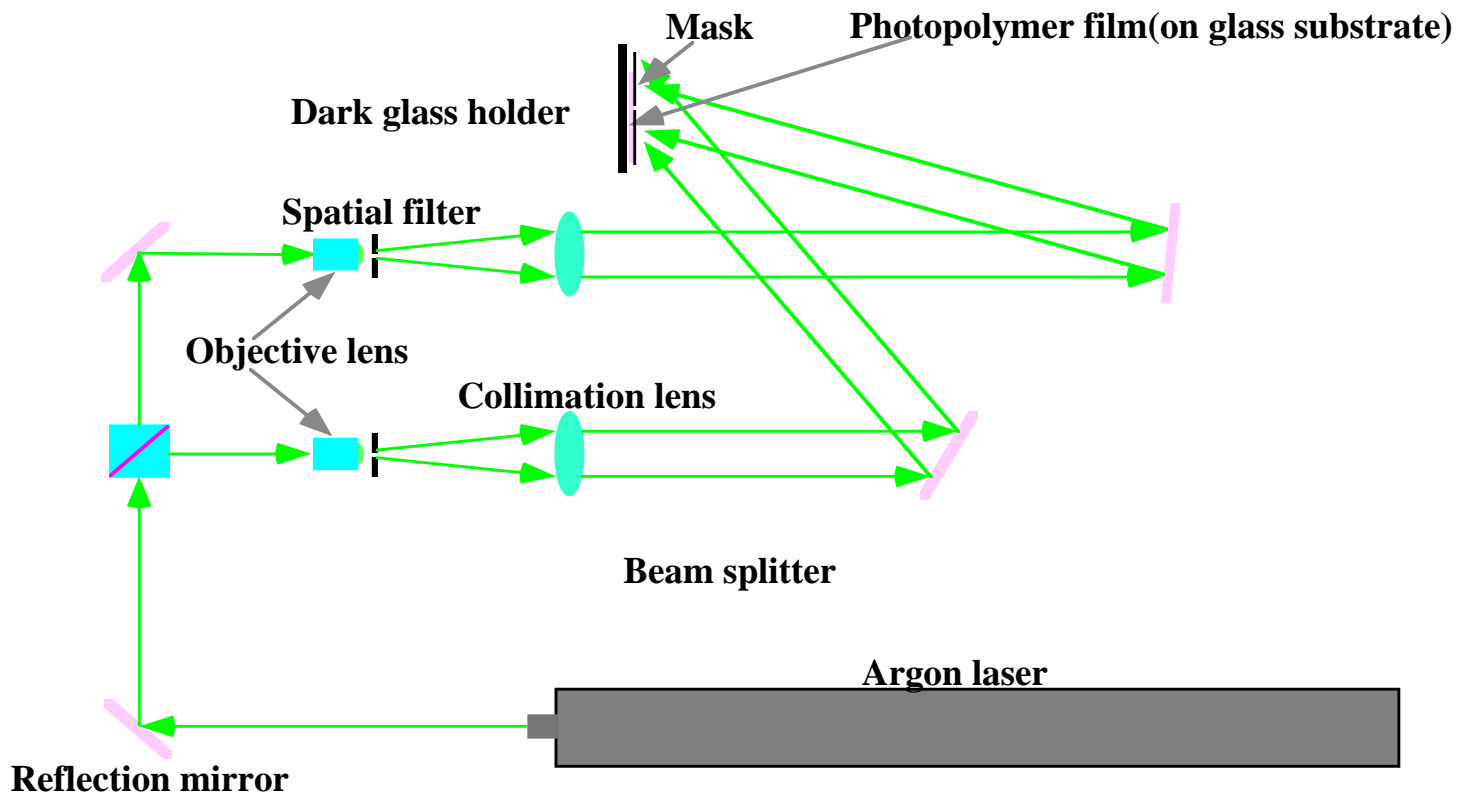 Mask
Photopolymer film(on glass substrate)
Dark glass holder
Spatial filter
Objective lens
Collimation lens
Beam splitter
Argon laser
Reflection mirror